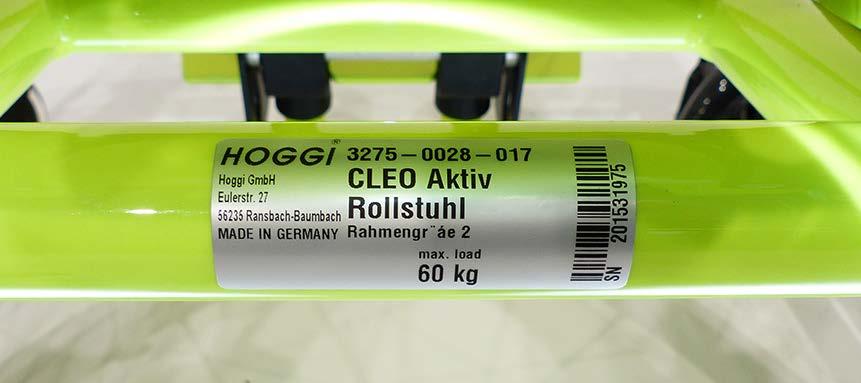 HOGGI® 3275-0028-017
Hoggi GmbH
Eulerstr. 27
56235 Ransbach-Baumbach
MADE IN GERMANY
CLEO Aktiv
Rollstuhl
Rahmengr¨áe 2
max. load
60 kg
SN 201531975